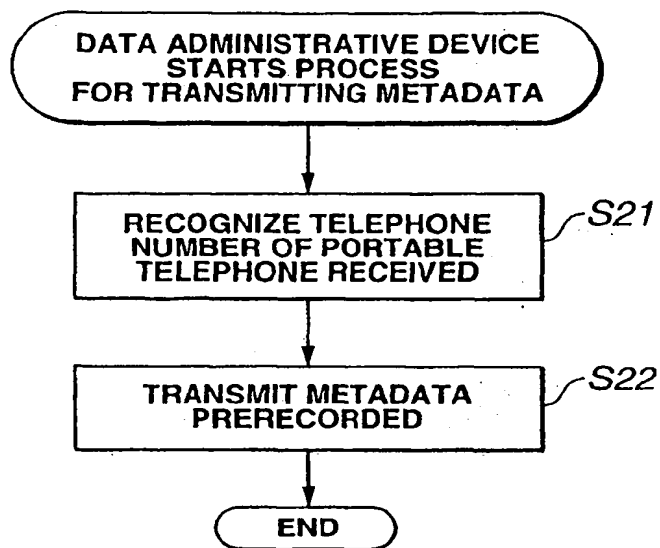 DATA ADMINISTRATIVE DEVICE
STARTS PROCESS
FOR TRANSMITTING METADATA
RECOGNIZE TELEPHONE
NUMBER OF PORTABLE
TELEPHONE RECEIVED
S21
TRANSMIT METADATA
PRERECORDED
S22
END